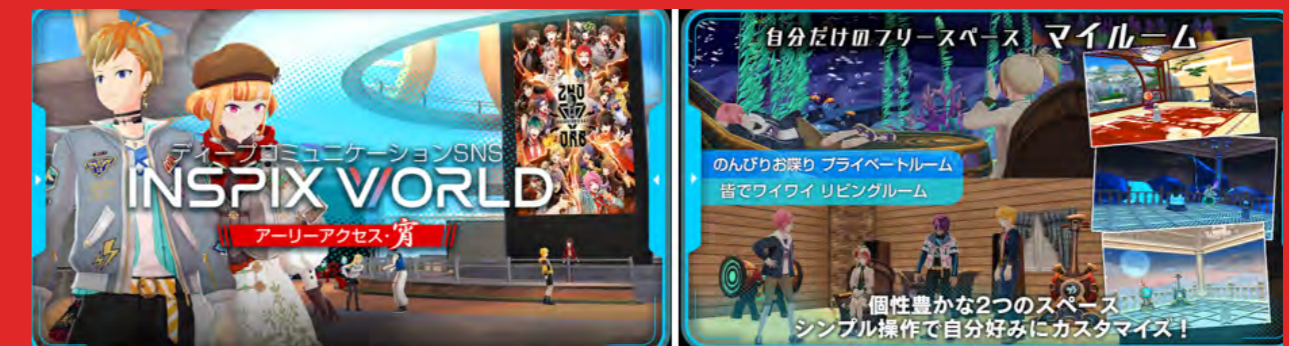 ディープコミュニケーションSNS
INSPIX WORLD
アーリーアクセス・宵
自分だけのフリースペース マイルーム
のんびりお喋り プライベートルーム
皆でワイワイ リビングルーム
個性豊かな2つのスペース
シンプル操作で自分好みにカスタマイズ！